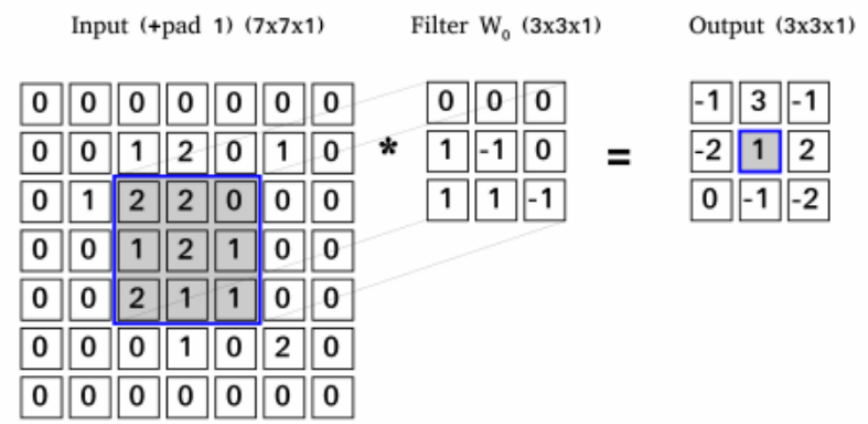 Input (+pad 1) (7x7x1) Filter W₀ (3x3x1) Output (3x3x1)
0 0 0 0 0 0 0 0 0 0 -1 3 -1
0 0 1 2 0 1 0 * 1 -1 0 = -2 1 2
0 1 2 2 0 0 0 1 1 -1 0 -1 -2
0 0 1 2 1 0 0
0 0 2 1 1 0 0
0 0 0 1 0 2 0
0 0 0 0 0 0 0